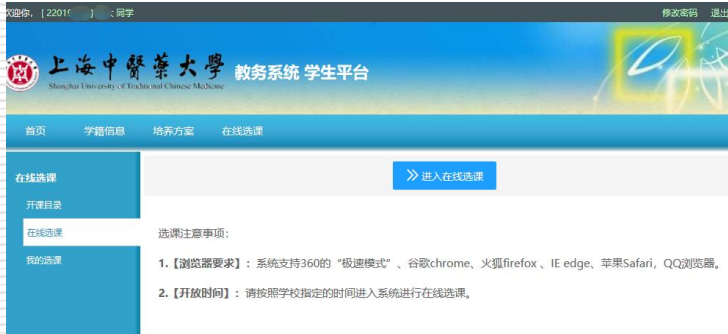 欢迎你，[2201 ] 同学
修改密码 退出
上海中醫藥大學 教务系统 学生平台
Shanghai University of Traditional Chinese Medicine
首页 学籍信息 培养方案 在线选课
在线选课
进入在线选课
开课目录
在线选课
我的选课
选课注意事项：
1.【浏览器要求】：系统支持360的“极速模式”、谷歌chrome、火狐firefox 、IE edge、苹果Safari，QQ浏览器。
2.【开放时间】：请按照学校指定的时间进入系统进行在线选课。